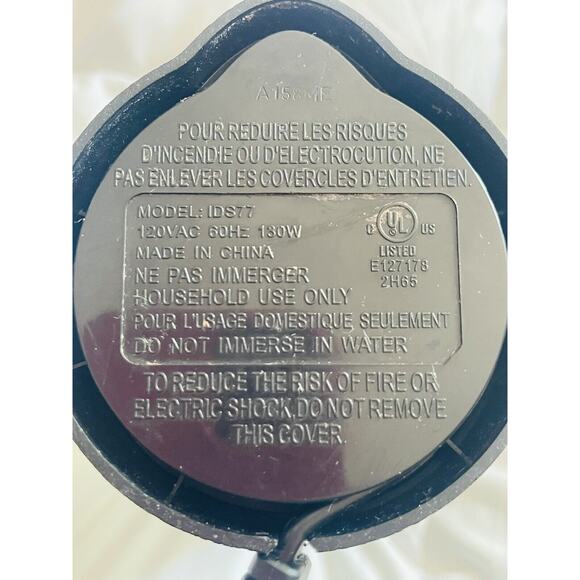 POUR REDUIRE LES RISQUES
D'INCENDIE OU D'ELECTROCUTION, NE
PAS ENLEVER LES COVERCLES D'ENTRETIEN.
MODEL: IDS77
120VAC 60Hz 180W
MADE IN CHINA
NE PAS IMMERGER
HOUSEHOLD USE ONLY
POUR L'USAGE DOMESTIQUE SEULEMENT
DO NOT IMMERSE IN WATER
C UL US
LISTED
E127178
2H65
TO REDUCE THE RISK OF FIRE OR
ELECTRIC SHOCK.DO NOT REMOVE
THIS COVER.